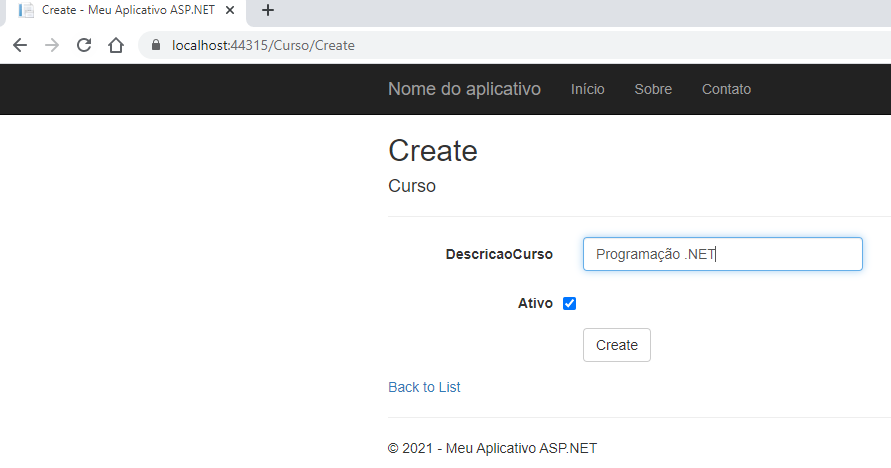 Create - Meu Aplicativo ASP.NET
localhost:44315/Curso/Create
Nome do aplicativo Início Sobre Contato
Create
Curso
DescricaoCurso Programação .NET
Ativo
Create
Back to List
© 2021 - Meu Aplicativo ASP.NET